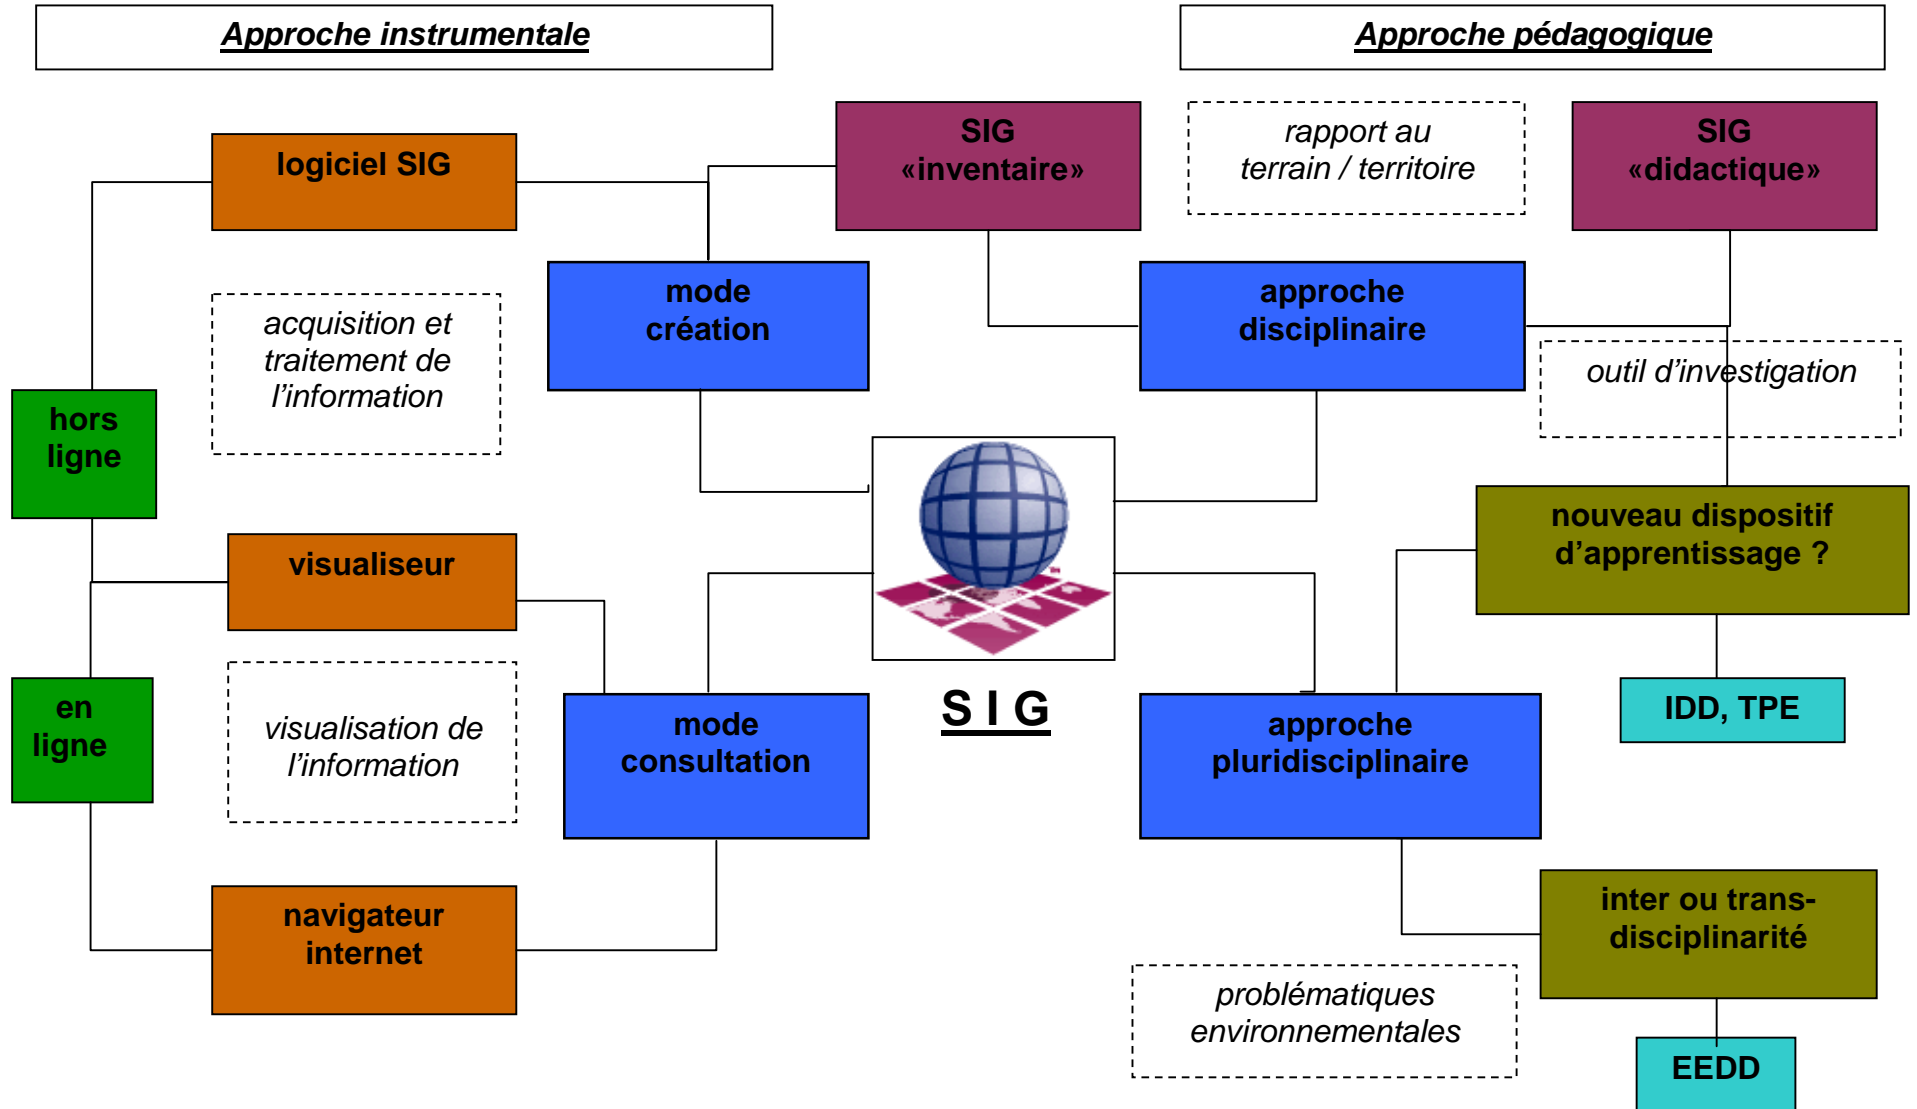 Approche instrumentale
Approche pédagogique
logiciel SIG
SIG
«inventaire»
rapport au
terrain / territoire
SIG
«didactique»
mode
création
approche
disciplinaire
acquisition et
traitement de
l'information
outil d'investigation
hors
ligne
visualiseur
nouveau dispositif
d'apprentissage ?
S I G
en
ligne
visualisation de
l'information
mode
consultation
approche
pluridisciplinaire
IDD, TPE
navigateur
internet
inter ou trans-
disciplinarité
problématiques
environnementales
EEDD